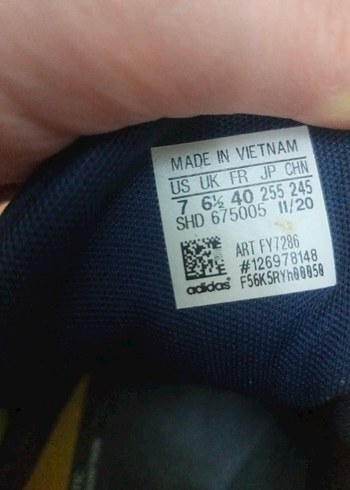 MADE IN VIETNAM
US UK FR JP CHN
7 6½ 40 255 245
SHD 675005 11/20
ART FY7286
#126978148
adidas F56K5RYh00050